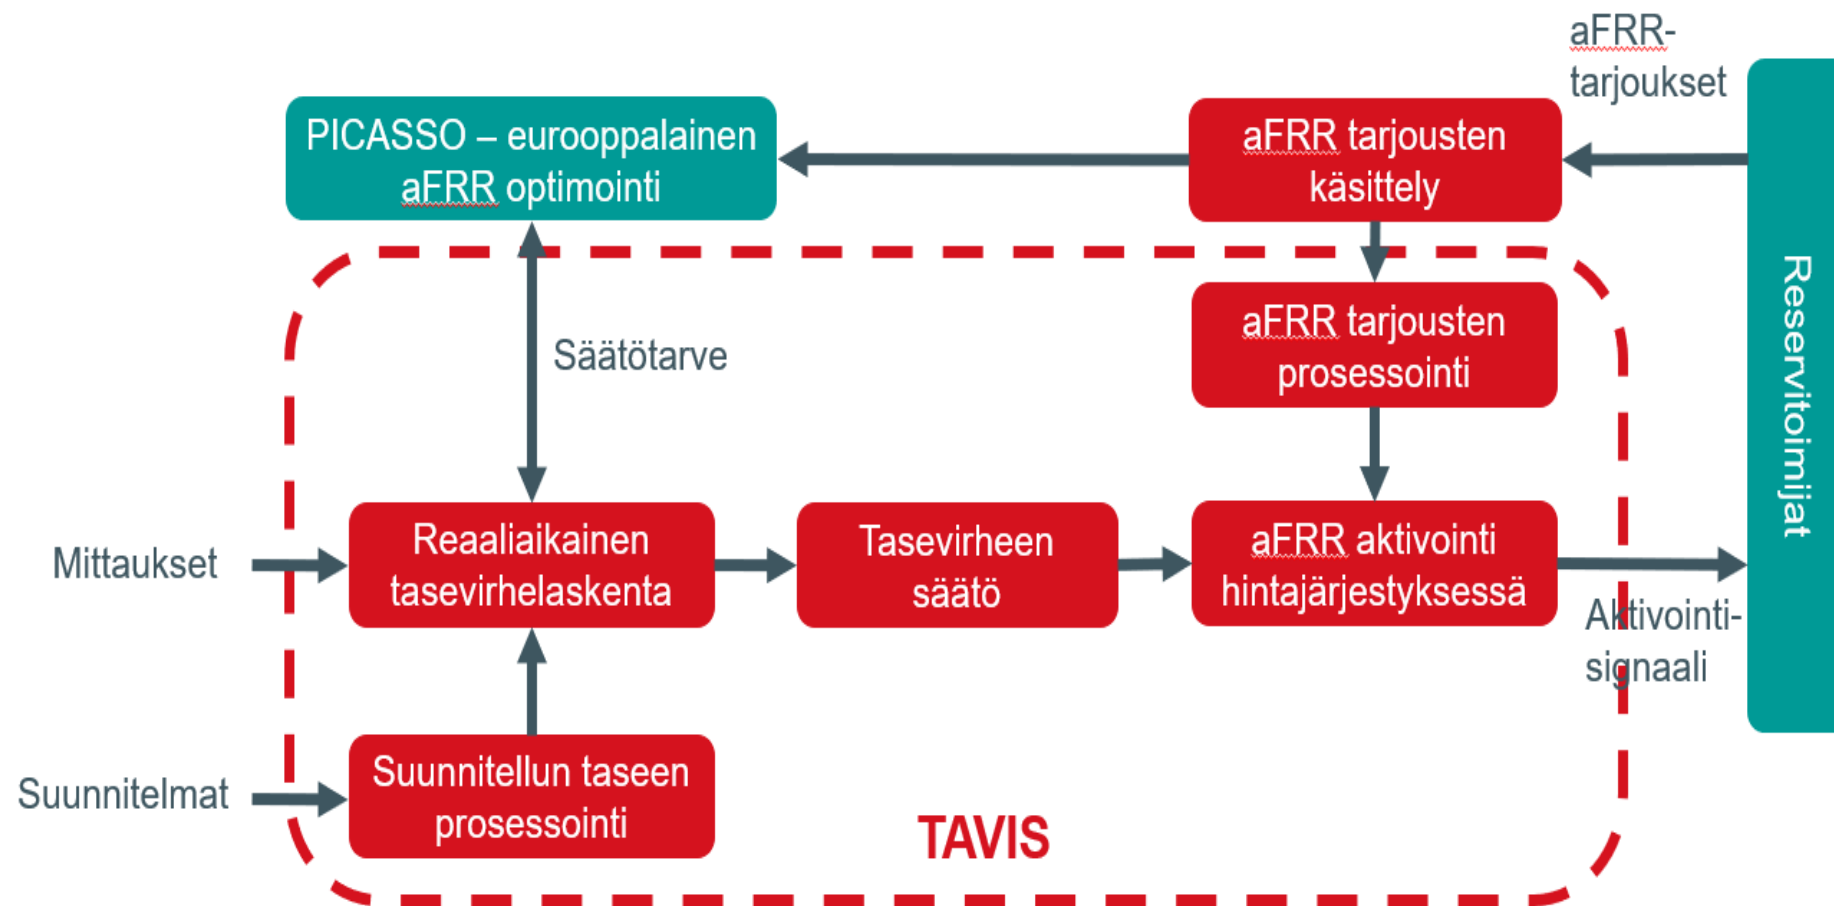 aFRR-
tarjoukset
PICASSO – eurooppalainen
aFRR optimointi
aFRR tarjousten
käsittely
Reservitoimijat
aFRR tarjousten
prosessointi
Säätötarve
Mittaukset
Reaaliaikainen
tasevirhelaskenta
Tasevirheen
säätö
aFRR aktivointi
hintajärjestyksessä
Aktivointi-
signaali
Suunnitelmat
Suunnitellun taseen
prosessointi
TAVIS